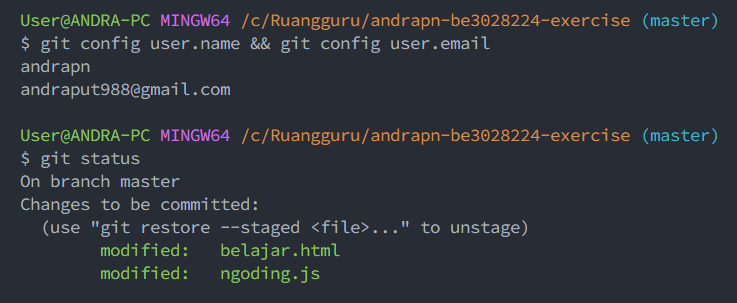 User@ANDRA-PC MINGW64 /c/Ruangguru/andrapn-be3028224-exercise (master)
$ git config user.name && git config user.email
andrapn
andraput988@gmail.com

User@ANDRA-PC MINGW64 /c/Ruangguru/andrapn-be3028224-exercise (master)
$ git status
On branch master
Changes to be committed:
  (use "git restore --staged <file>..." to unstage)
        modified:   belajar.html
        modified:   ngoding.js